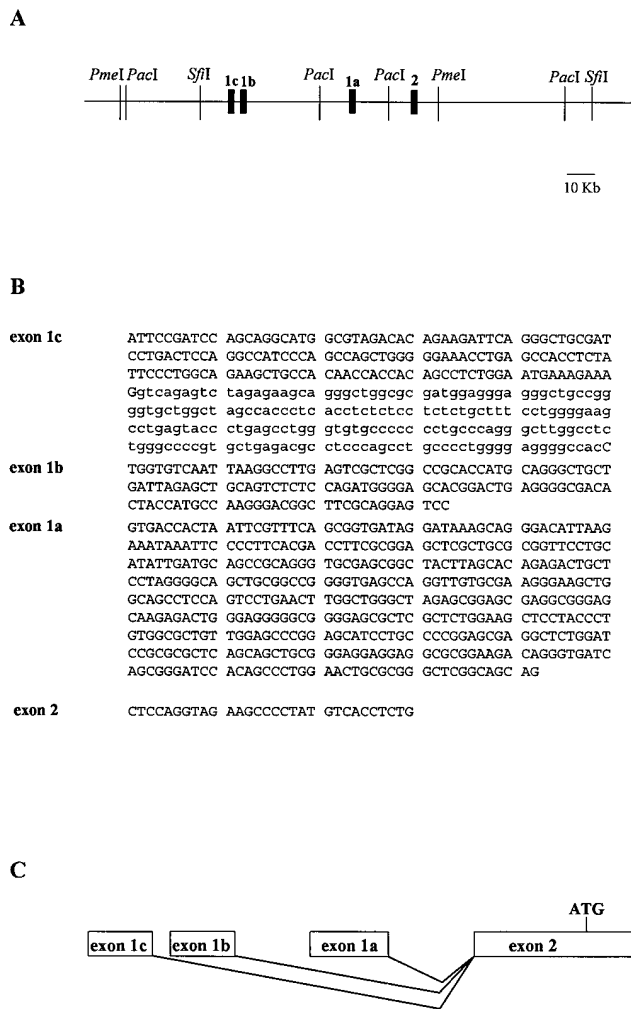 A
PmeI PacI SfiI 1c 1b PacI 1a PacI 2 PmeI PacI SfiI
10 Kb
B
exon 1c ATTCCGATCC AGCAGGCATGG GCGTAGACAC AGAAGATTCA GGGCTGCGAT
CCTGACTCCA GGCCATCCCA GCCAGCTGGG GGAAACCTGA GCCACCTCTA
TTCCCTGGCA GAAGCTGCCA CAACCACCAC AGCCTCTGGA ATGAAAGAAA
Ggtcagagtc tagagaagca gggctggcgc gatggaggga gggctgccgg
ggtgctggct agccaccctc acctctctcc tctctgcttt cctggggaag
cctgagtacc ctgagcctgg gtgtgccccc cctgcccagg gcttggcctc
tgggccccgt gctgagacgc ctcccagcct gccctggggg aggggccacC
exon 1b TGGTGTCAAT TAAGGCCTTG AGTCGCTCGG CCGCACCATG CAGGGCTGCT
GATTAGAGCT GCAGTCTCTC CAGATGGGGA GCACGGACTG AGGGGCGACA
CTACCATGCC AAGGGACGGC TTCGCAGGAG TCC
exon 1a GTGACCACTA ATTCGTTTCA GCGGTGATAG GATAAAGCAG GGACATTAAG
AAATAAATTC CCCTTCACGA CCTTCGCGGA GCTCGCTGCG CGGTTCCTGC
ATATTGATGC AGCCGCAGGG TGCGAGCGGC TACTTAGCAC AGAGACTGCT
CCTAGGGGCA GCTGCGGCCG GGGTGAGCCA GGTTGTGCGA AGGGAAGCTG
GCAGCCTCCA GTCCTGAACT TGGCTGGGCT AGAGCGGAGC GAGGCGGGAG
CAAGAGACTG GGAGGGGGCG GGGAGCGCTC GCTCTGGAAG CTCCTACCCT
GTGGCGCTGT TGGAGCCCGG AGCATCCTGC CCCGGAGCGA GGCTCTGGAT
CCGCGCGCTC AGCAGCTGCG GGAGGAGGAG GCGCGGAAGA CAGGGTGATC
AGCGGGATCC ACAGCCCTGG AACTGCGCGG GCTCGGCAGC AG
exon 2 CTCCAGGTAG AAGCCCCTAT GTCACCTCTG
C
ATG
exon 1c exon 1b exon 1a exon 2